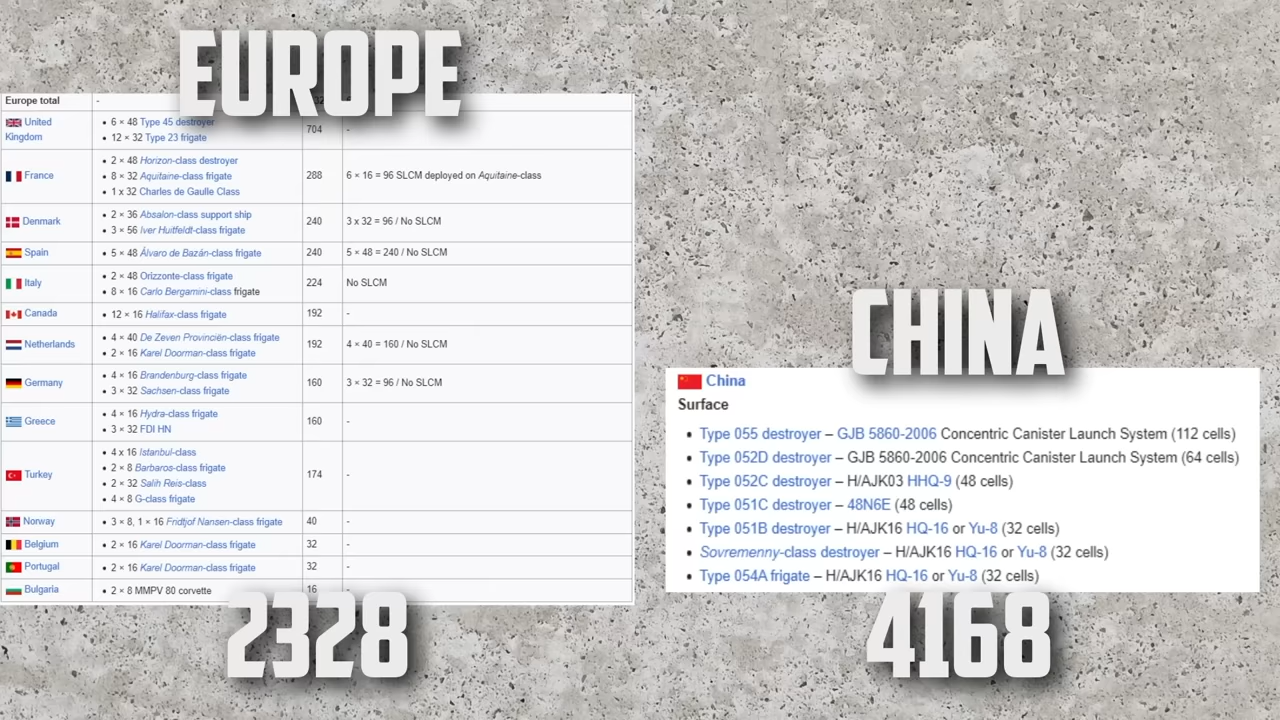 EUROPE
Europe total -
United Kingdom • 6 × 48 Type 45 destroyer 704 -
• 12 × 32 Type 23 frigate
France • 2 × 48 Horizon-class destroyer 288 6 × 16 = 96 SLCM deployed on Aquitaine-class
• 8 × 32 Aquitaine-class frigate
• 1 x 32 Charles de Gaulle Class
Denmark • 2 × 36 Absalon-class support ship 240 3 x 32 = 96 / No SLCM
• 3 × 56 Iver Huitfeldt-class frigate
Spain • 5 × 48 Álvaro de Bazán-class frigate 240 5 × 48 = 240 / No SLCM
Italy • 2 × 48 Orizzonte-class frigate 224 No SLCM
• 8 × 16 Carlo Bergamini-class frigate
Canada • 12 × 16 Halifax-class frigate 192 -
Netherlands • 4 × 40 De Zeven Provinciën-class frigate 192 4 × 40 = 160 / No SLCM
• 2 × 16 Karel Doorman-class frigate
Germany • 4 × 16 Brandenburg-class frigate 160 3 × 32 = 96 / No SLCM
• 3 × 32 Sachsen-class frigate
Greece • 4 × 16 Hydra-class frigate 160 -
• 3 × 32 FDI HN
Turkey • 4 x 16 Istanbul-class 174 -
• 2 × 8 Barbaros-class frigate
• 2 × 32 Salih Reis-class
• 4 × 8 G-class frigate
Norway • 3 × 8, 1 × 16 Fridtjof Nansen-class frigate 40 -
Belgium • 2 × 16 Karel Doorman-class frigate 32 -
Portugal • 2 × 16 Karel Doorman-class frigate 32 -
Bulgaria • 2 × 8 MMPV 80 corvette 16 -
2328
CHINA
China
Surface
• Type 055 destroyer – GJB 5860-2006 Concentric Canister Launch System (112 cells)
• Type 052D destroyer – GJB 5860-2006 Concentric Canister Launch System (64 cells)
• Type 052C destroyer – H/AJK03 HHQ-9 (48 cells)
• Type 051C destroyer – 48N6E (48 cells)
• Type 051B destroyer – H/AJK16 HQ-16 or Yu-8 (32 cells)
• Sovremenny-class destroyer – H/AJK16 HQ-16 or Yu-8 (32 cells)
• Type 054A frigate – H/AJK16 HQ-16 or Yu-8 (32 cells)
4168